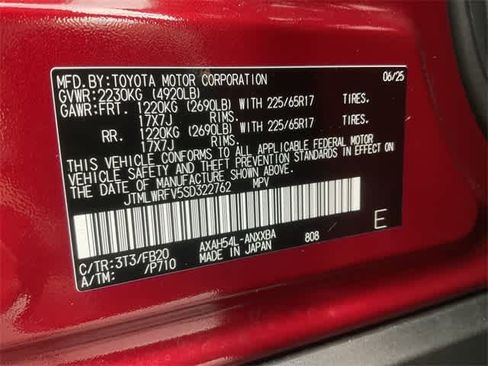 MFD. BY: TOYOTA MOTOR CORPORATION 06/25
GVWR: 2230KG (4920LB)
GAWR: FRT. 1220KG (2690LB) WITH 225/65R17 TIRES.
17X7J RIMS.
RR. 1220KG (2690LB) WITH 225/65R17 TIRES.
17X7J RIMS.
THIS VEHICLE CONFORMS TO ALL APPLICABLE FEDERAL MOTOR
VEHICLE SAFETY AND THEFT PREVENTION STANDARDS IN EFFECT
ON THE DATE OF MANUFACTURE SHOWN ABOVE.
JTMLWRFV5SD322762 MPV
C/TR: 3T3/FB20 AXAH54L-ANXXBA 808 E
A/TM: /P710 MADE IN JAPAN